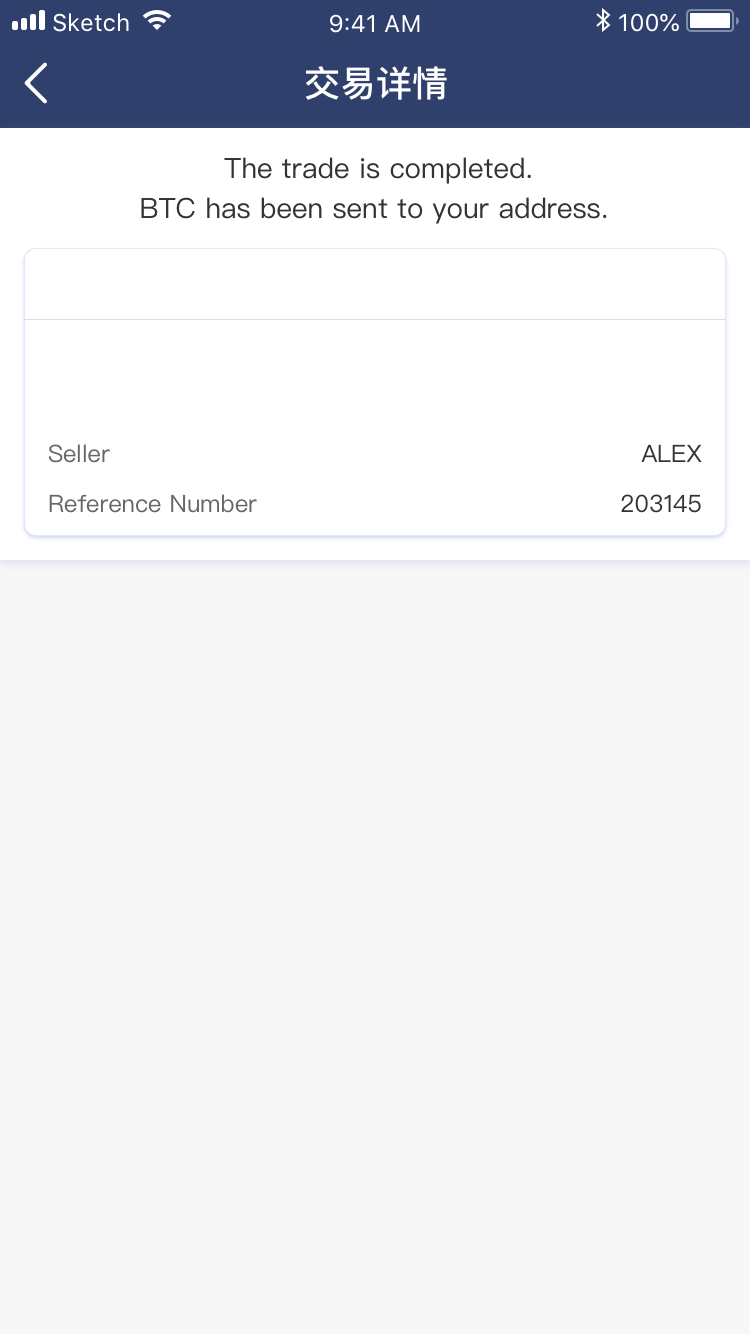 Sketch 9:41 AM 100%
交易详情
The trade is completed.
BTC has been sent to your address.
Seller ALEX
Reference Number 203145